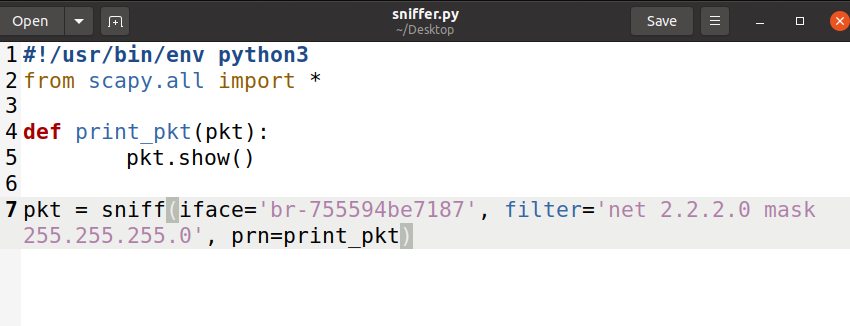 Open
sniffer.py
~/Desktop
Save
1 #!/usr/bin/env python3
2 from scapy.all import *
3
4 def print_pkt(pkt):
5         pkt.show()
6
7 pkt = sniff(iface='br-755594be7187', filter='net 2.2.2.0 mask
255.255.255.0', prn=print_pkt)